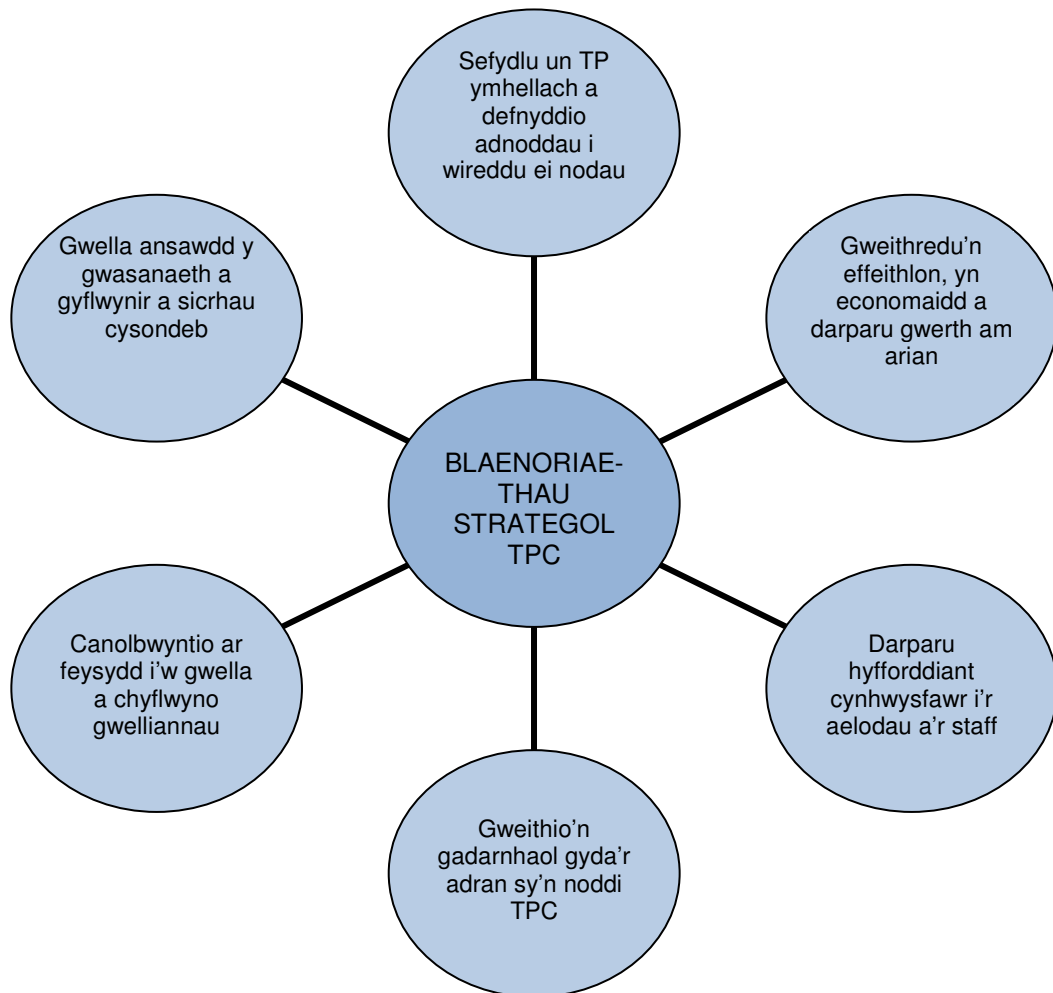 Sefydlu un TP
ymhellach a
defnyddio
adnoddau i
wireddu ei nodau
Gwella ansawdd y
gwasanaeth a
gyflwynir a sicrhau
cysondeb
Gweithredu’n
effeithlon, yn
economaidd a
darparu gwerth am
arian
BLAENORIAE-
THAU
STRATEGOL
TPC
Canolbwyntio ar
feysydd i’w gwella
a chyflwyno
gwelliannau
Darparu
hyfforddiant
cynhwysfawr i’r
aelodau a’r staff
Gweithio’n
gadarnhaol gyda’r
adran sy’n noddi
TPC